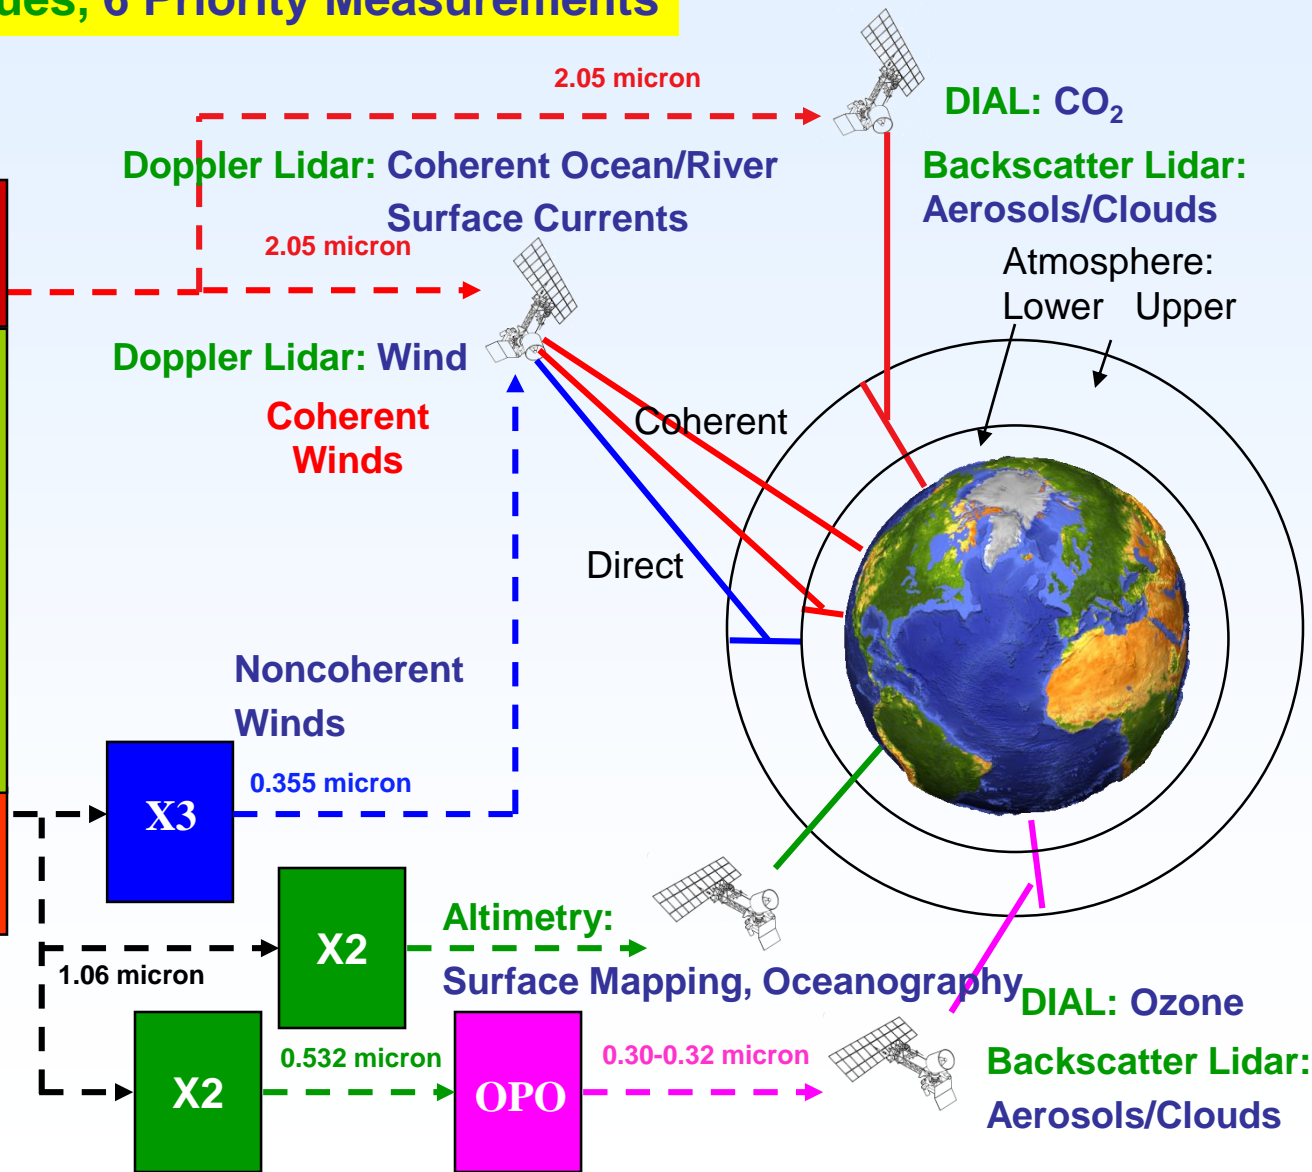 6 Priority Measurements
2.05 micron
DIAL: CO₂
Doppler Lidar: Coherent Ocean/River
Surface Currents
Backscatter Lidar:
Aerosols/Clouds
2.05 micron
Atmosphere:
Lower Upper
Doppler Lidar: Wind
Coherent
Winds
Coherent
Direct
Noncoherent
Winds
0.355 micron
X3
X2
Altimetry:
1.06 micron
Surface Mapping, Oceanography
DIAL: Ozone
X2
0.532 micron
OPO
0.30-0.32 micron
Backscatter Lidar:
Aerosols/Clouds